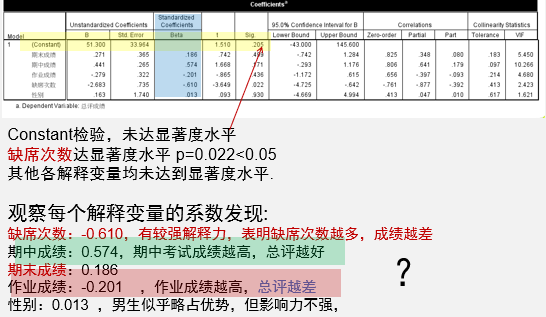 Coefficientsᵃ
Model Unstandardized Coefficients Standardized Coefficients t Sig. 95.0% Confidence Interval for B Correlations Collinearity Statistics
B Std. Error Beta Lower Bound Upper Bound Zero-order Partial Part Tolerance VIF
1 (Constant) 51.300 33.964 1.510 .205 -43.000 145.600
期末成绩 .271 .365 .186 .742 .499 -.742 1.284 .825 .348 .080 .183 5.450
期中成绩 .441 .265 .574 1.668 .171 -.293 1.176 .806 .641 .179 .097 10.266
作业成绩 -.279 .322 -.201 -.865 .436 -1.172 .615 .656 -.397 -.093 .214 4.680
缺席次数 -2.683 .735 -.610 -3.649 .022 -4.725 -.642 -.761 -.877 -.392 .413 2.423
性别 .163 1.740 .013 .093 .930 -4.669 4.994 .413 .047 .010 .617 1.621
a. Dependent Variable: 总评成绩
Constant检验，未达显著度水平
缺席次数达显著度水平 p=0.022<0.05
其他各解释变量均未达到显著度水平.
观察每个解释变量的系数发现:
缺席次数：-0.610，有较强解释力，表明缺席次数越多，成绩越差
期中成绩：0.574，期中考试成绩越高，总评越好
期末成绩：0.186
作业成绩：-0.201 ，作业成绩越高，总评越差
？
性别：0.013 ，男生似乎略占优势，但影响力不强，